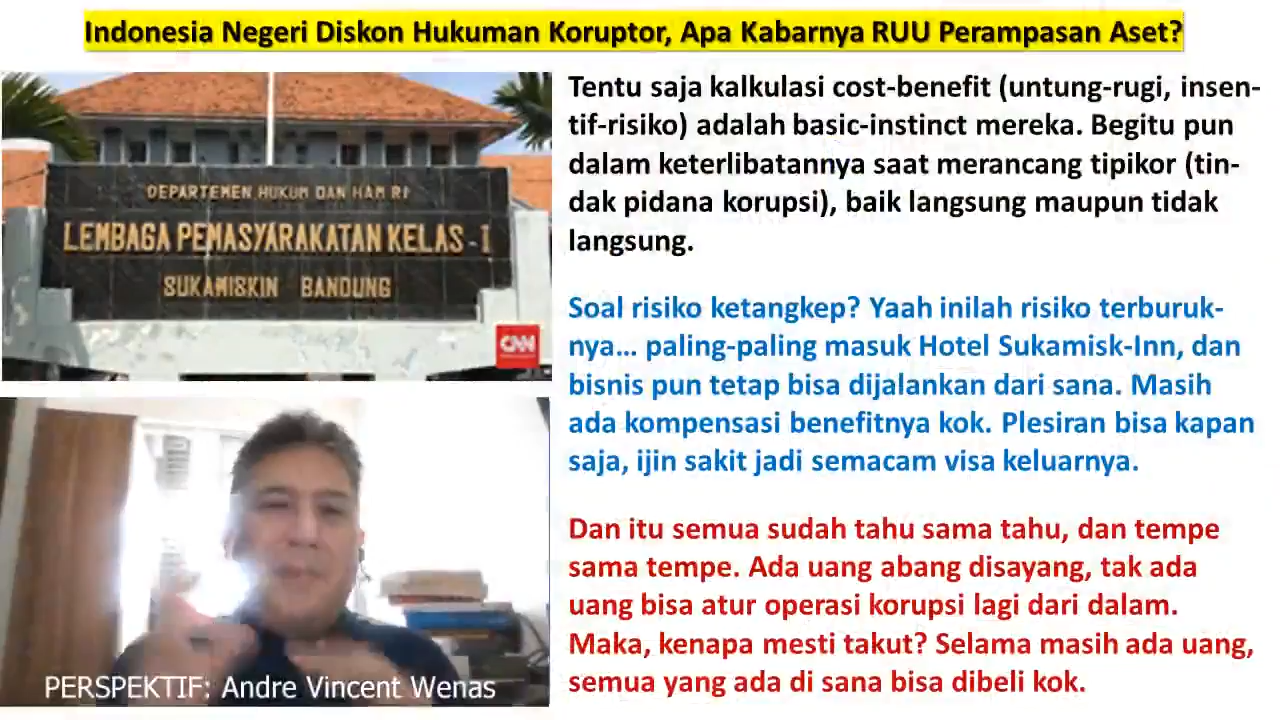 Indonesia Negeri Diskon Hukuman Koruptor, Apa Kabarnya RUU Perampasan Aset?
DEPARTEMEN HUKUM DAN HAM RI
LEMBAGA PEMASYARAKATAN KELAS - I
SUKAMISKIN BANDUNG
CNN
PERSPEKTIF: Andre Vincent Wenas
Tentu saja kalkulasi cost-benefit (untung-rugi, insen-
tif-risiko) adalah basic-instinct mereka. Begitu pun
dalam keterlibatannya saat merancang tipikor (tin-
dak pidana korupsi), baik langsung maupun tidak
langsung.
Soal risiko ketangkep? Yaah inilah risiko terburuk-
nya... paling-paling masuk Hotel Sukamisk-Inn, dan
bisnis pun tetap bisa dijalankan dari sana. Masih
ada kompensasi benefitnya kok. Plesiran bisa kapan
saja, ijin sakit jadi semacam visa keluarnya.
Dan itu semua sudah tahu sama tahu, dan tempe
sama tempe. Ada uang abang disayang, tak ada
uang bisa atur operasi korupsi lagi dari dalam.
Maka, kenapa mesti takut? Selama masih ada uang,
semua yang ada di sana bisa dibeli kok.